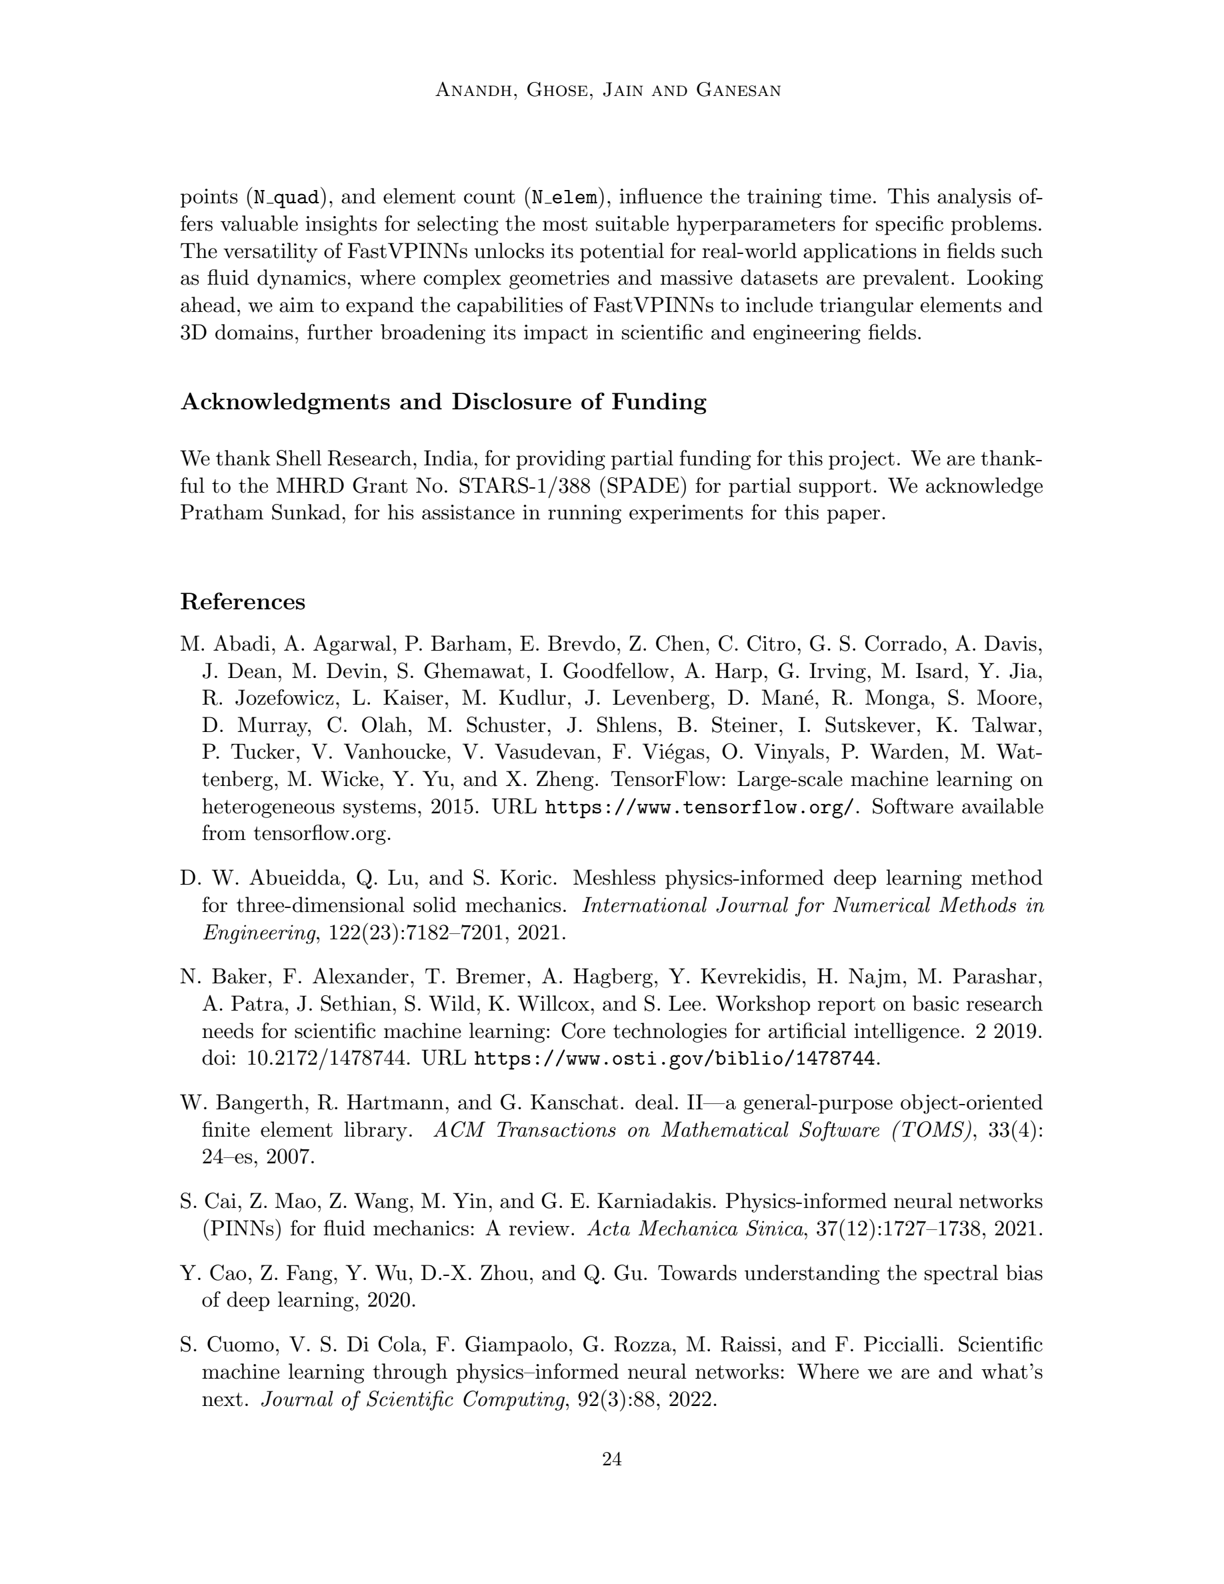 Anandh, Ghose, Jain and Ganesan
points (N_quad), and element count (N_elem), influence the training time. This analysis of-
fers valuable insights for selecting the most suitable hyperparameters for specific problems.
The versatility of FastVPINNs unlocks its potential for real-world applications in fields such
as fluid dynamics, where complex geometries and massive datasets are prevalent. Looking
ahead, we aim to expand the capabilities of FastVPINNs to include triangular elements and
3D domains, further broadening its impact in scientific and engineering fields.
Acknowledgments and Disclosure of Funding
We thank Shell Research, India, for providing partial funding for this project. We are thank-
ful to the MHRD Grant No. STARS-1/388 (SPADE) for partial support. We acknowledge
Pratham Sunkad, for his assistance in running experiments for this paper.
References
M. Abadi, A. Agarwal, P. Barham, E. Brevdo, Z. Chen, C. Citro, G. S. Corrado, A. Davis,
J. Dean, M. Devin, S. Ghemawat, I. Goodfellow, A. Harp, G. Irving, M. Isard, Y. Jia,
R. Jozefowicz, L. Kaiser, M. Kudlur, J. Levenberg, D. Mané, R. Monga, S. Moore,
D. Murray, C. Olah, M. Schuster, J. Shlens, B. Steiner, I. Sutskever, K. Talwar,
P. Tucker, V. Vanhoucke, V. Vasudevan, F. Viégas, O. Vinyals, P. Warden, M. Wat-
tenberg, M. Wicke, Y. Yu, and X. Zheng. TensorFlow: Large-scale machine learning on
heterogeneous systems, 2015. URL https://www.tensorflow.org/. Software available
from tensorflow.org.
D. W. Abueidda, Q. Lu, and S. Koric. Meshless physics-informed deep learning method
for three-dimensional solid mechanics. International Journal for Numerical Methods in
Engineering, 122(23):7182–7201, 2021.
N. Baker, F. Alexander, T. Bremer, A. Hagberg, Y. Kevrekidis, H. Najm, M. Parashar,
A. Patra, J. Sethian, S. Wild, K. Willcox, and S. Lee. Workshop report on basic research
needs for scientific machine learning: Core technologies for artificial intelligence. 2 2019.
doi: 10.2172/1478744. URL https://www.osti.gov/biblio/1478744.
W. Bangerth, R. Hartmann, and G. Kanschat. deal. II—a general-purpose object-oriented
finite element library. ACM Transactions on Mathematical Software (TOMS), 33(4):
24–es, 2007.
S. Cai, Z. Mao, Z. Wang, M. Yin, and G. E. Karniadakis. Physics-informed neural networks
(PINNs) for fluid mechanics: A review. Acta Mechanica Sinica, 37(12):1727–1738, 2021.
Y. Cao, Z. Fang, Y. Wu, D.-X. Zhou, and Q. Gu. Towards understanding the spectral bias
of deep learning, 2020.
S. Cuomo, V. S. Di Cola, F. Giampaolo, G. Rozza, M. Raissi, and F. Piccialli. Scientific
machine learning through physics–informed neural networks: Where we are and what's
next. Journal of Scientific Computing, 92(3):88, 2022.
24